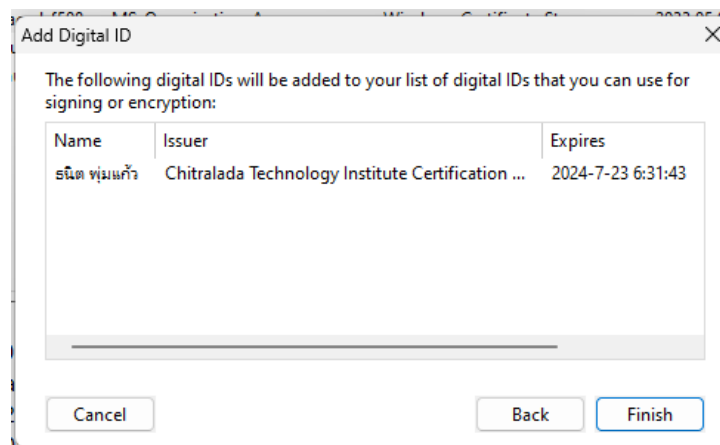 Add Digital ID
The following digital IDs will be added to your list of digital IDs that you can use for
signing or encryption:
Name Issuer Expires
ธนิต พุ่มแก้ว Chitralada Technology Institute Certification ... 2024-7-23 6:31:43
Cancel Back Finish